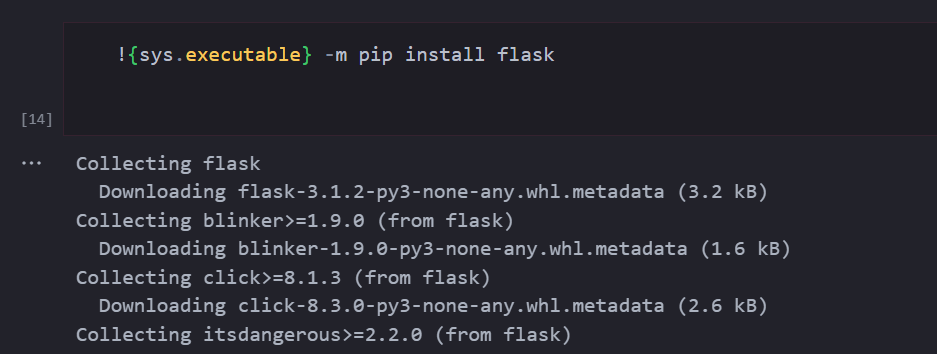 !{sys.executable} -m pip install flask
[14]
... Collecting flask
Downloading flask-3.1.2-py3-none-any.whl.metadata (3.2 kB)
Collecting blinker>=1.9.0 (from flask)
Downloading blinker-1.9.0-py3-none-any.whl.metadata (1.6 kB)
Collecting click>=8.1.3 (from flask)
Downloading click-8.3.0-py3-none-any.whl.metadata (2.6 kB)
Collecting itsdangerous>=2.2.0 (from flask)